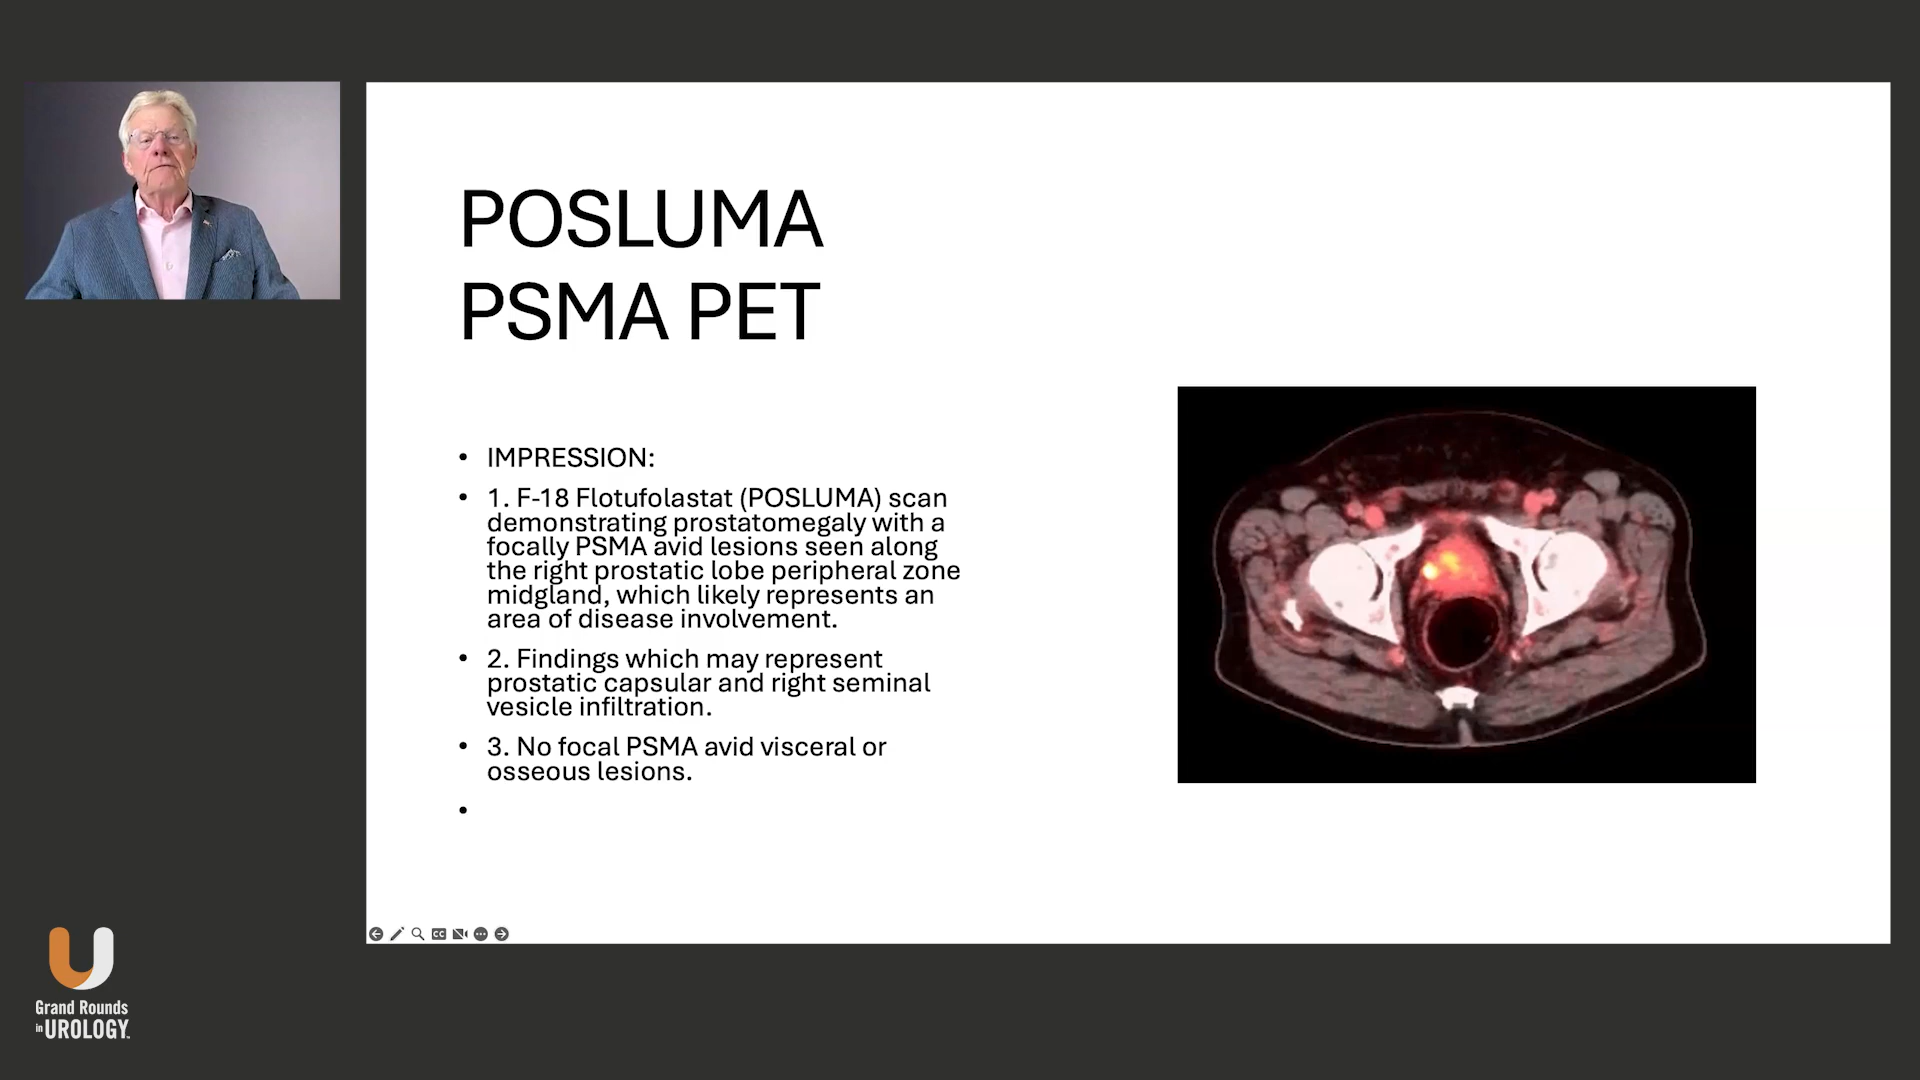 POSLUMA
PSMA PET
• IMPRESSION:
• 1. F-18 Flotufolastat (POSLUMA) scan
demonstrating prostatomegaly with a
focally PSMA avid lesions seen along
the right prostatic lobe peripheral zone
midgland, which likely represents an
area of disease involvement.
• 2. Findings which may represent
prostatic capsular and right seminal
vesicle infiltration.
• 3. No focal PSMA avid visceral or
osseous lesions.
•
CC
U
Grand Rounds
in UROLOGY™